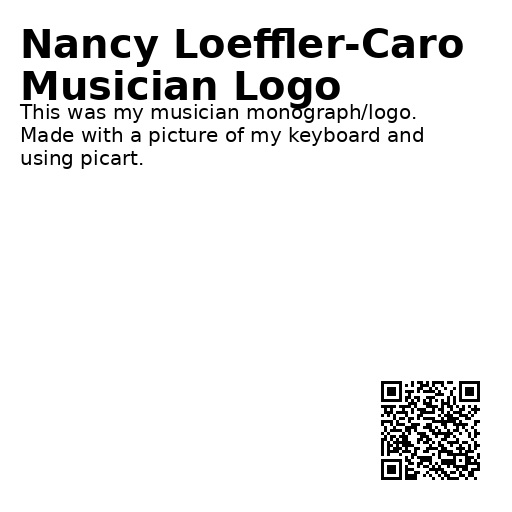 Nancy Loeffler-Caro
Musician Logo
This was my musician monograph/logo.
Made with a picture of my keyboard and
using picart.